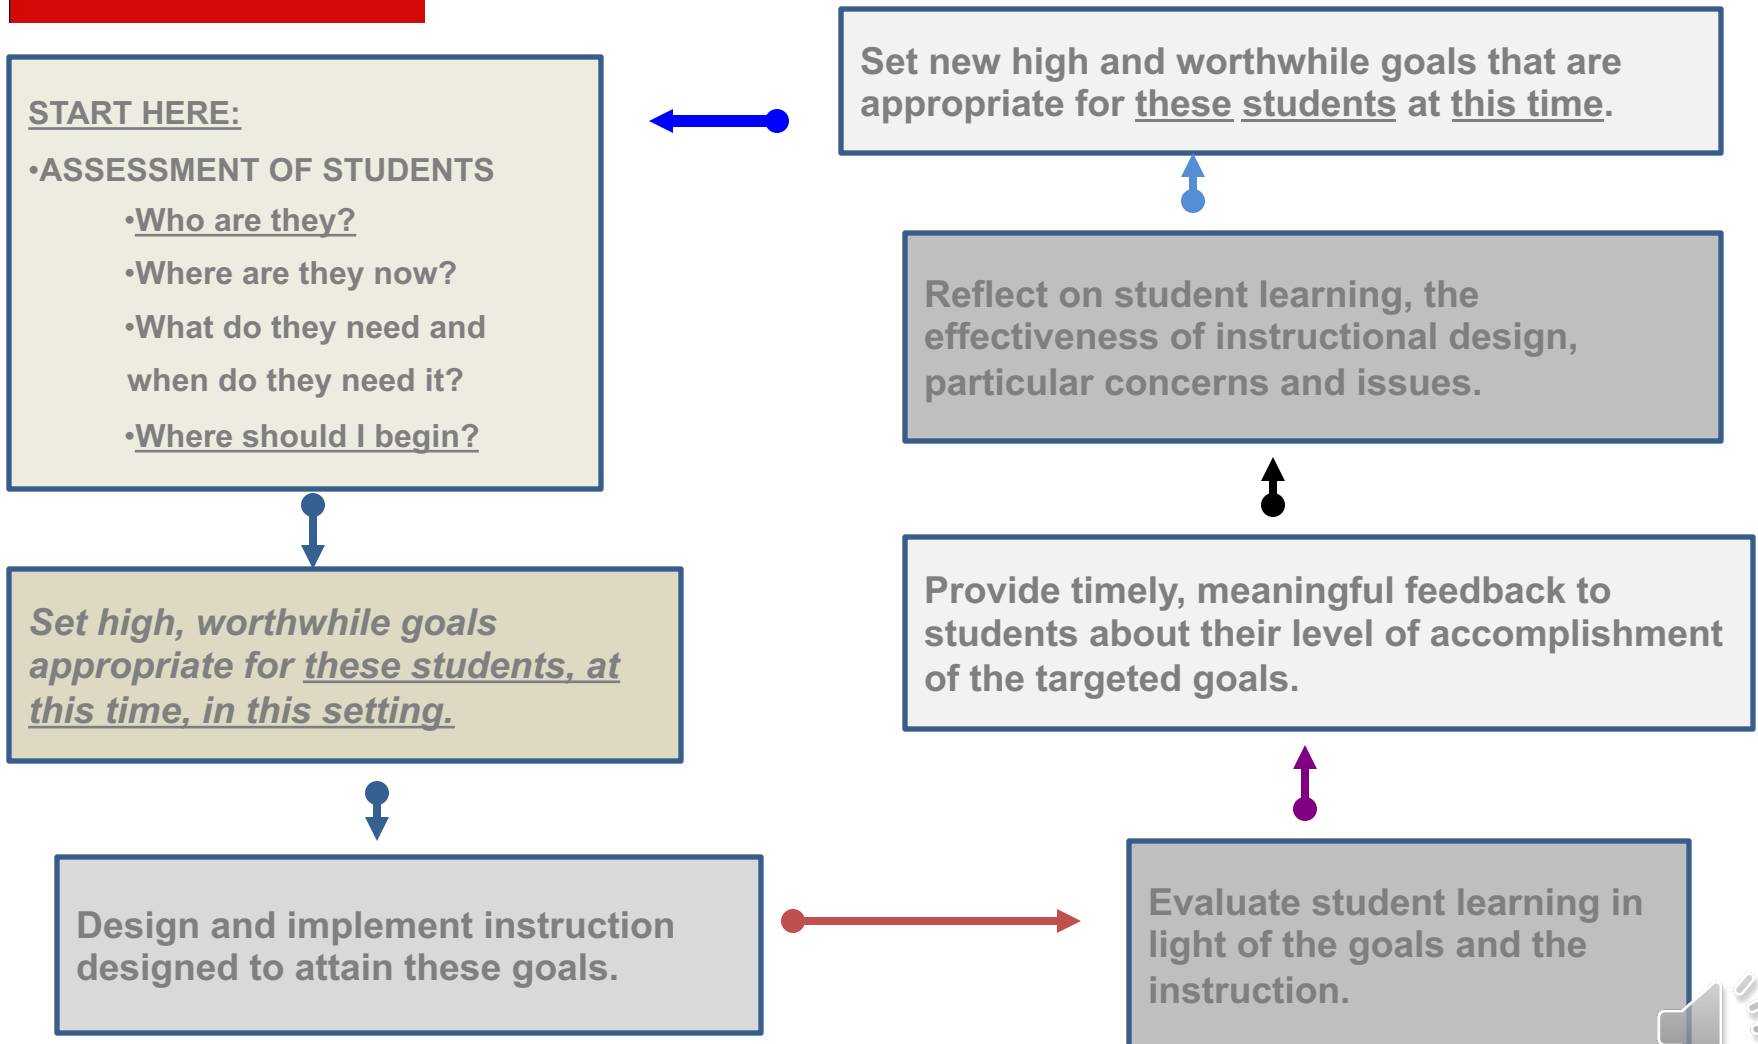 START HERE:
•ASSESSMENT OF STUDENTS
•Who are they?
•Where are they now?
•What do they need and
when do they need it?
•Where should I begin?
Set high, worthwhile goals
appropriate for these students, at
this time, in this setting.
Design and implement instruction
designed to attain these goals.
Evaluate student learning in
light of the goals and the
instruction.
Provide timely, meaningful feedback to
students about their level of accomplishment
of the targeted goals.
Reflect on student learning, the
effectiveness of instructional design,
particular concerns and issues.
Set new high and worthwhile goals that are
appropriate for these students at this time.